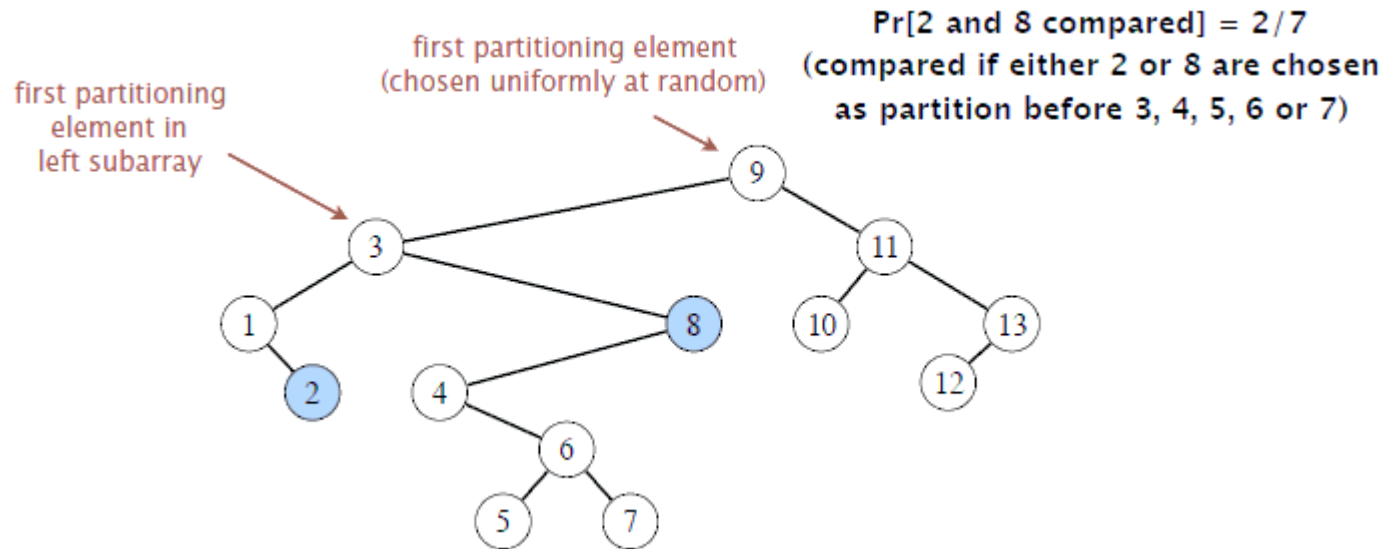 Pr[2 and 8 compared] = 2/7
(compared if either 2 or 8 are chosen
as partition before 3, 4, 5, 6 or 7)
first partitioning element
(chosen uniformly at random)
first partitioning
element in
left subarray
9
3
11
1
8
10
13
2
4
12
6
5
7